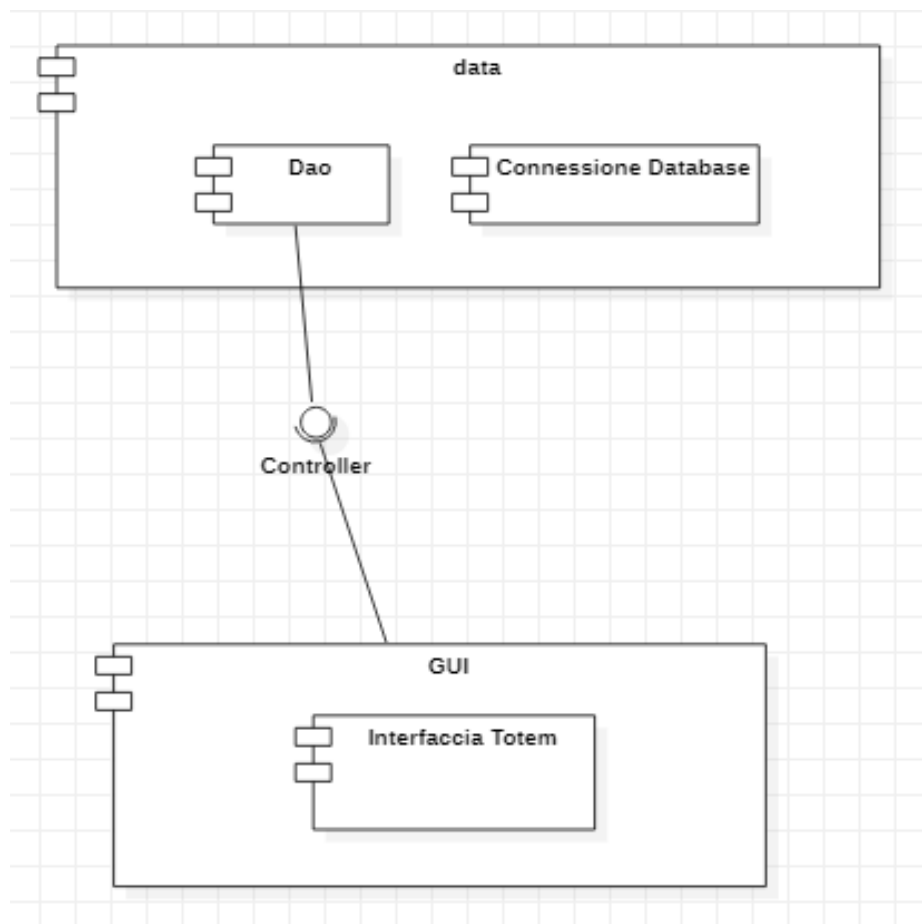 data
Dao
Connessione Database
Controller
GUI
Interfaccia Totem